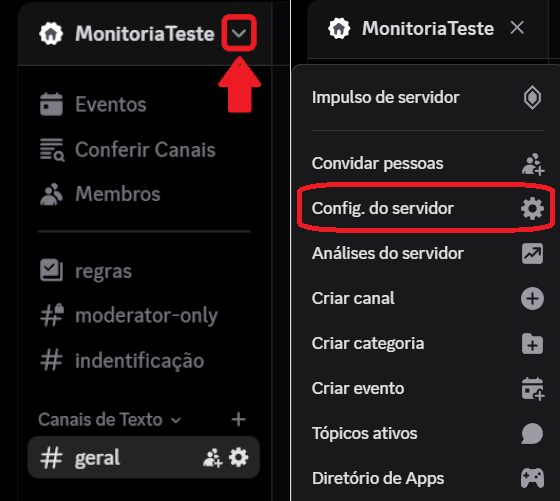 MonitoriaTeste
Eventos
Conferir Canais
Membros
regras
moderator-only
indentificação
Canais de Texto
geral
MonitoriaTeste
Impulso de servidor
Convidar pessoas
Config. do servidor
Análises do servidor
Criar canal
Criar categoria
Criar evento
Tópicos ativos
Diretório de Apps